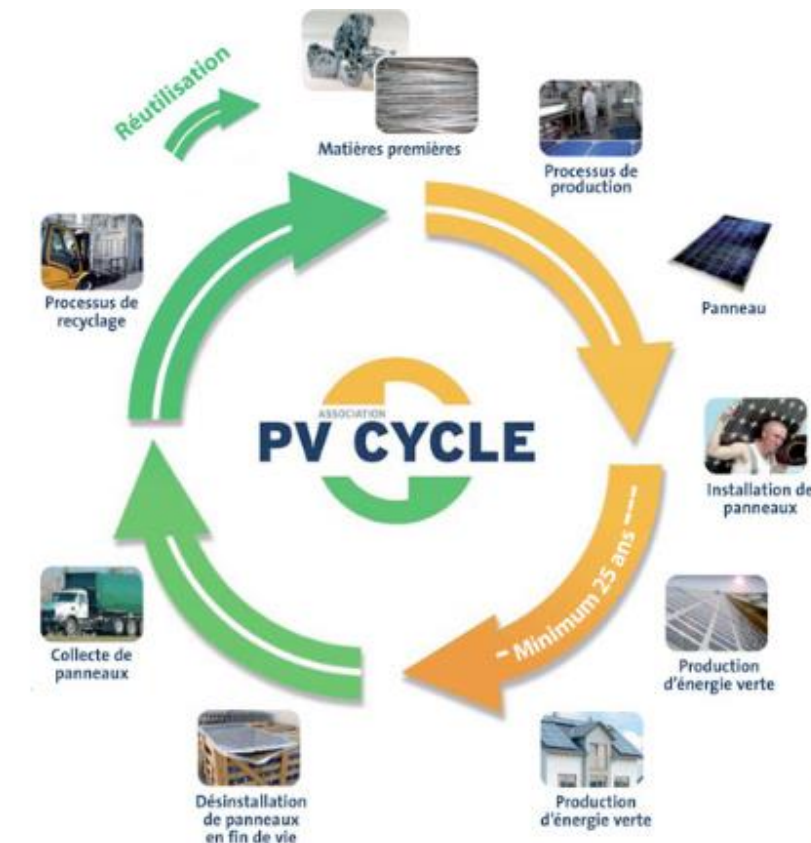 Réutilisation
Matières premières
Processus de
production
Panneau
Installation de
panneaux
Minimum 25 ans
Production
d'énergie verte
Production
d'énergie verte
Désinstallation
de panneaux
en fin de vie
Collecte de
panneaux
Processus de
recyclage
ASSOCIATION
PV CYCLE